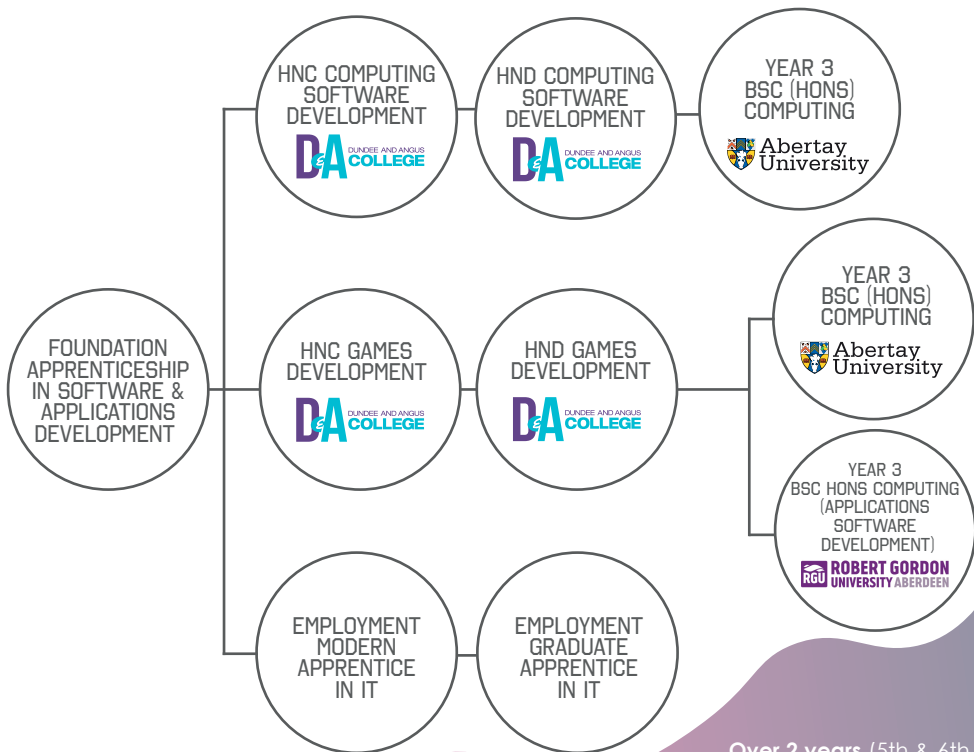 HNC COMPUTING
SOFTWARE
DEVELOPMENT
D&A DUNDEE AND ANGUS
COLLEGE
HND COMPUTING
SOFTWARE
DEVELOPMENT
D&A DUNDEE AND ANGUS
COLLEGE
YEAR 3
BSC (HONS)
COMPUTING
Abertay
University
FOUNDATION
APPRENTICESHIP
IN SOFTWARE &
APPLICATIONS
DEVELOPMENT
HNC GAMES
DEVELOPMENT
D&A DUNDEE AND ANGUS
COLLEGE
HND GAMES
DEVELOPMENT
D&A DUNDEE AND ANGUS
COLLEGE
YEAR 3
BSC (HONS)
COMPUTING
Abertay
University
YEAR 3
BSC HONS COMPUTING
(APPLICATIONS
SOFTWARE
DEVELOPMENT)
RGU ROBERT GORDON
UNIVERSITY ABERDEEN
EMPLOYMENT
MODERN
APPRENTICE
IN IT
EMPLOYMENT
GRADUATE
APPRENTICE
IN IT
Over 2 years (5th & 6th